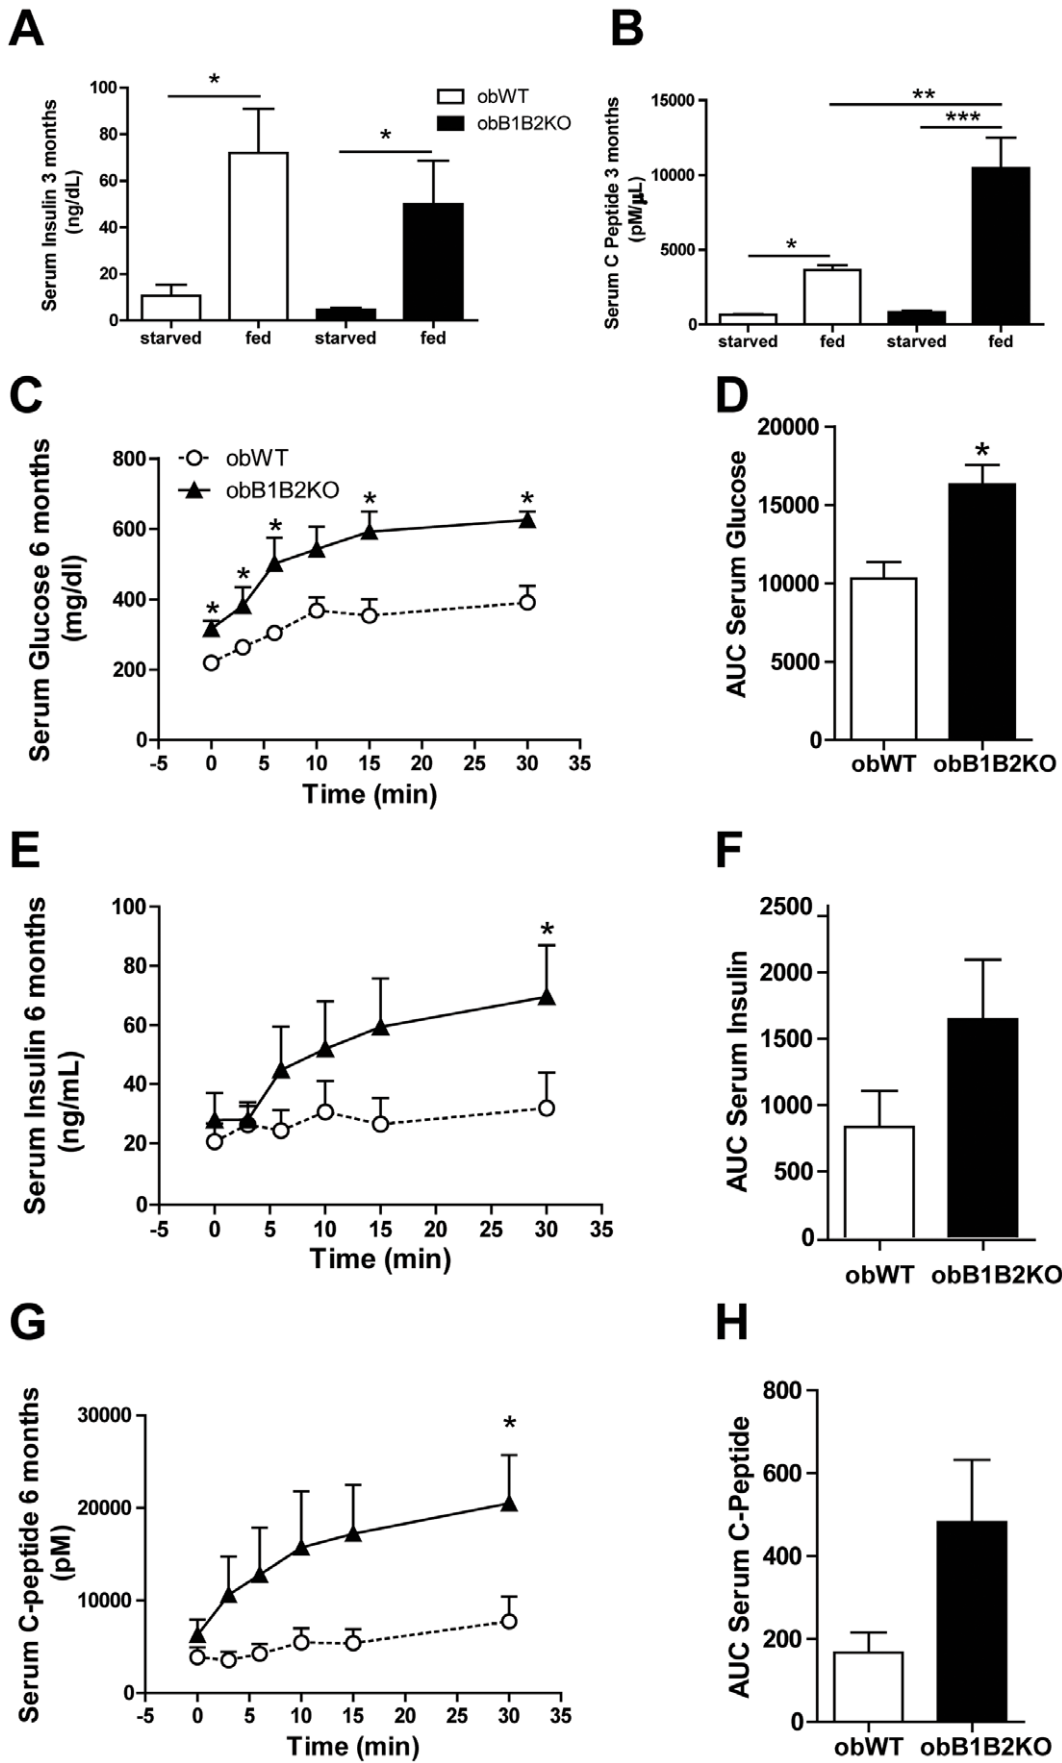 A
Serum Insulin 3 months
(ng/dL)
100
80
60
40
20
0
*
*
starved
fed
starved
fed
obWT
obB1B2KO
B
Serum C Peptide 3 months
(pM/μL)
15000
10000
5000
0
**
***
*
starved
fed
starved
fed
C
Serum Glucose 6 months
(mg/dl)
800
600
400
200
0
obWT
obB1B2KO
*
*
*
*
*
-5 0 5 10 15 20 25 30 35
Time (min)
D
AUC Serum Glucose
20000
15000
10000
5000
0
*
obWT obB1B2KO
E
Serum Insulin 6 months
(ng/mL)
100
80
60
40
20
0
*
-5 0 5 10 15 20 25 30 35
Time (min)
F
AUC Serum Insulin
2500
2000
1500
1000
500
0
obWT obB1B2KO
G
Serum C-peptide 6 months
(pM)
30000
20000
10000
0
*
-5 0 5 10 15 20 25 30 35
Time (min)
H
AUC Serum C-Peptide
800
600
400
200
0
obWT obB1B2KO